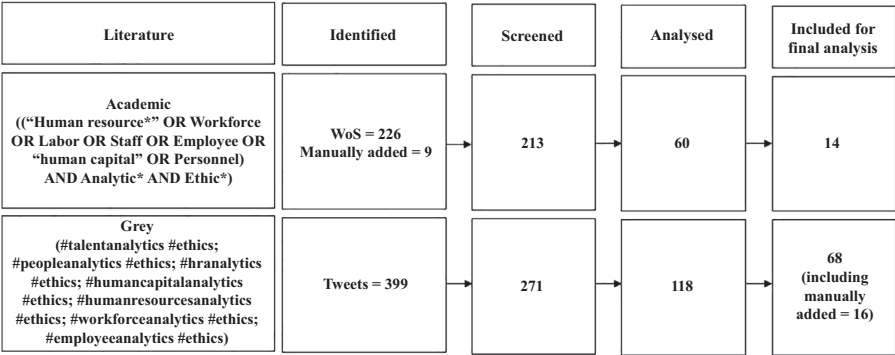 Literature
Identified
Screened
Analysed
Included for
final analysis
Academic
((“Human resource*” OR Workforce
OR Labor OR Staff OR Employee OR
“human capital” OR Personnel)
AND Analytic* AND Ethic*)
WoS = 226
Manually added = 9
213
60
14
Grey
(#talentanalytics #ethics;
#peopleanalytics #ethics; #hranalytics
#ethics; #humancapitalanalytics
#ethics; #humanresourcesanalytics
#ethics; #workforceanalytics #ethics;
#employeeanalytics #ethics)
Tweets = 399
271
118
68
(including
manually
added = 16)